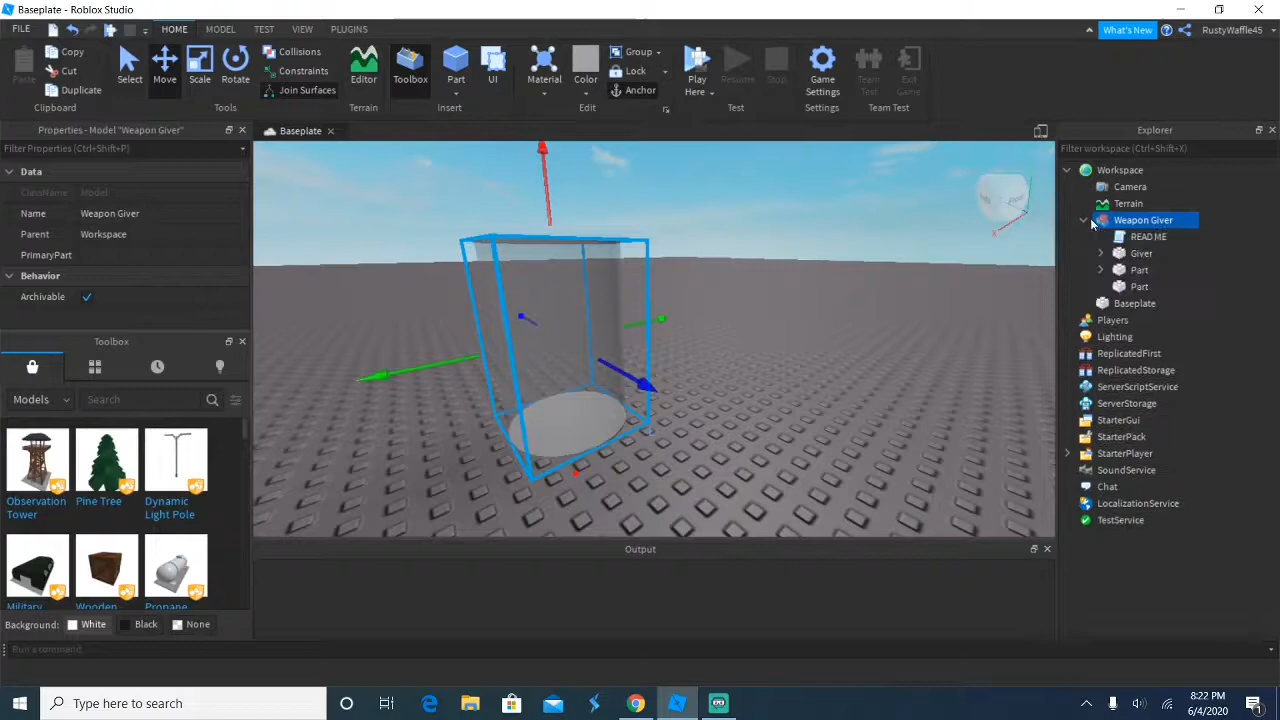 Baseplate - Roblox Studio
FILE HOME MODEL TEST VIEW PLUGINS What's New RustyWaffle45
Paste Copy Cut Duplicate
Select Move Scale Rotate
Collisions Constraints Join Surfaces
Editor Toolbox Part UI
Material Color Group Lock Anchor
Play Here Resume Stop
Game Settings Team Test Exit Game
Clipboard Tools Terrain Insert Edit Test Settings Team Test
Properties - Model "Weapon Giver"
Filter Properties (Ctrl+Shift+P)
Data
ClassName Model
Name Weapon Giver
Parent Workspace
PrimaryPart
Behavior
Archivable
Toolbox
Models Search
Observation Tower
Pine Tree
Dynamic Light Pole
Military
Wooden
Propane
Background: White Black None
Run a command
Baseplate
Output
Explorer
Filter workspace (Ctrl+Shift+X)
Workspace
Camera
Terrain
Weapon Giver
READ ME
Giver
Part
Part
Baseplate
Players
Lighting
ReplicatedFirst
ReplicatedStorage
ServerScriptService
ServerStorage
StarterGui
StarterPack
StarterPlayer
SoundService
Chat
LocalizationService
TestService
Type here to search
8:22 PM
6/4/2020